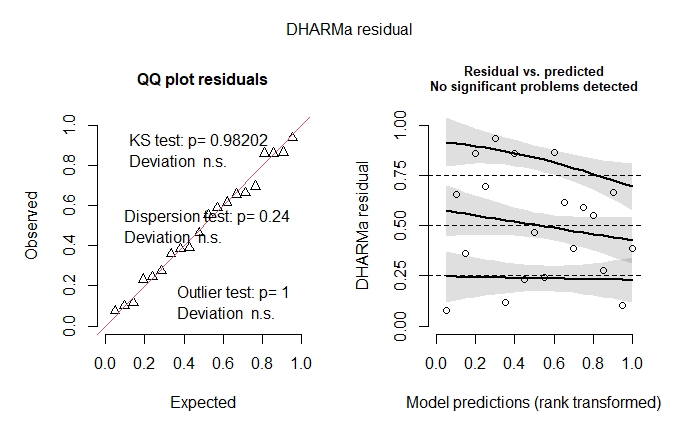 DHARMa residual
QQ plot residuals
KS test: p= 0.98202
Deviation n.s.
Dispersion test: p= 0.24
Deviation n.s.
Outlier test: p= 1
Deviation n.s.
Observed
0.0 0.2 0.4 0.6 0.8 1.0
0.0 0.2 0.4 0.6 0.8 1.0
Expected
Residual vs. predicted
No significant problems detected
DHARMa residual
0.00 0.25 0.50 0.75 1.00
0.0 0.2 0.4 0.6 0.8 1.0
Model predictions (rank transformed)